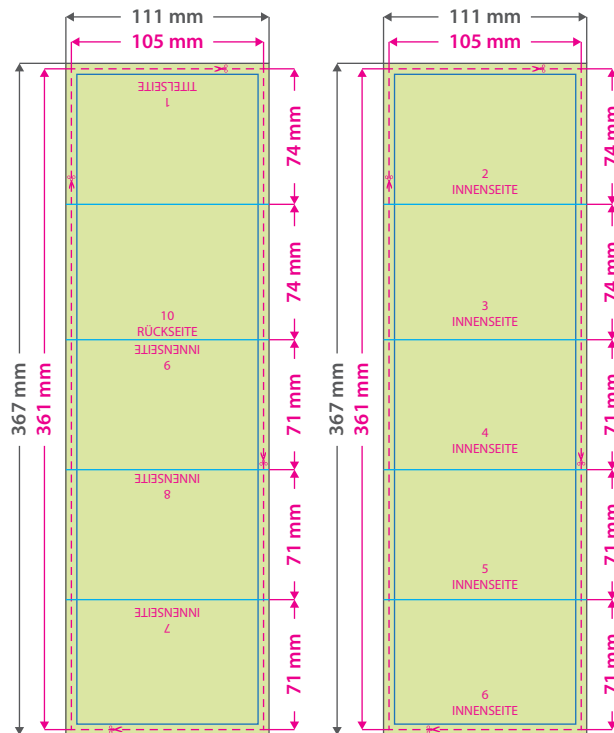 111 mm
105 mm
367 mm
361 mm
1
TITELSEITE
74 mm
10
RÜCKSEITE
74 mm
INNENSEITE
9
71 mm
INNENSEITE
8
71 mm
INNENSEITE
7
71 mm
111 mm
105 mm
367 mm
361 mm
2
INNENSEITE
74 mm
3
INNENSEITE
74 mm
4
INNENSEITE
71 mm
5
INNENSEITE
71 mm
6
INNENSEITE
71 mm